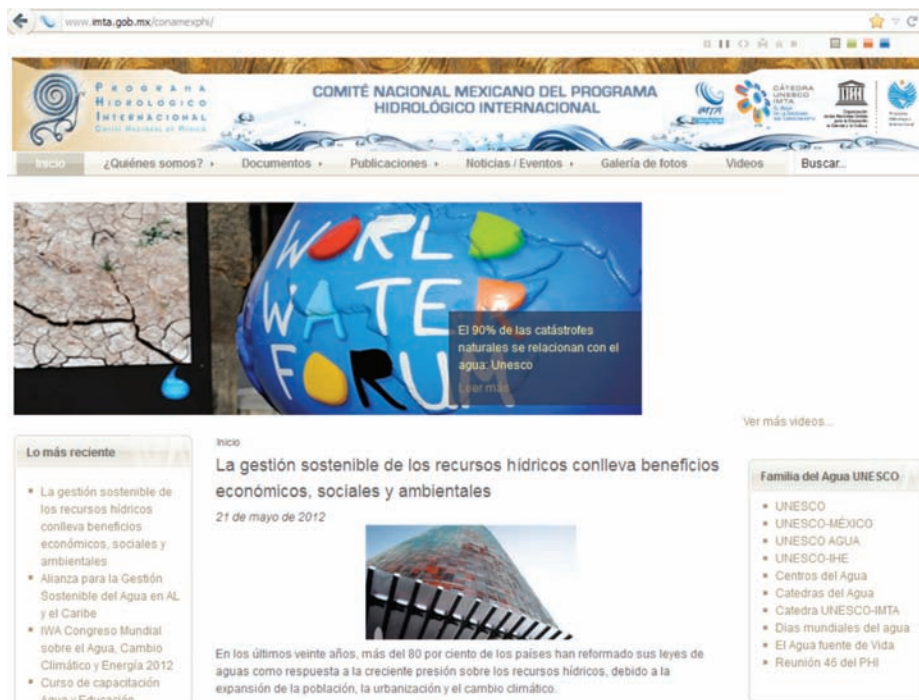 www.imta.gob.mx/conamexphi/
PROGRAMA
HIDROLOGICO
INTERNACIONAL
COMITÉ NACIONAL MEXICANO DEL PROGRAMA
HIDROLÓGICO INTERNACIONAL
IMTA
CÁTEDRA
UNESCO
IMTA
Inicio
¿Quiénes somos?
Documentos
Publicaciones
Noticias / Eventos
Galería de fotos
Videos
Buscar...
WORLD
WATER
FORUM
El 90% de las catástrofes
naturales se relacionan con el
agua: Unesco
Leer más
Ver más videos...
Lo más reciente
La gestión sostenible de
los recursos hídricos
conlleva beneficios
económicos, sociales y
ambientales
Alianza para la Gestión
Sostenible del Agua en AL
y el Caribe
IWA Congreso Mundial
sobre el Agua, Cambio
Climático y Energía 2012
Curso de capacitación
Agua y Educación
Inicio
La gestión sostenible de los recursos hídricos conlleva beneficios
económicos, sociales y ambientales
21 de mayo de 2012
En los últimos veinte años, más del 80 por ciento de los países han reformado sus leyes de
aguas como respuesta a la creciente presión sobre los recursos hídricos, debido a la
expansión de la población, la urbanización y el cambio climático.
Familia del Agua UNESCO
UNESCO
UNESCO-MÉXICO
UNESCO AGUA
UNESCO-IHE
Centros del Agua
Catedras del Agua
Catedra UNESCO-IMTA
Dias mundiales del agua
El Agua fuente de Vida
Reunión 46 del PHI